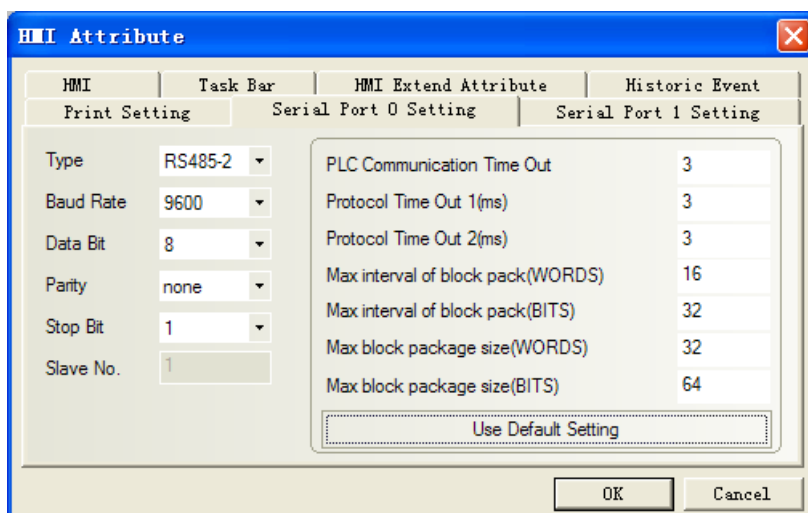 HMI Attribute
HMI Task Bar HMI Extend Attribute Historic Event
Print Setting Serial Port 0 Setting Serial Port 1 Setting
Type RS485-2
Baud Rate 9600
Data Bit 8
Parity none
Stop Bit 1
Slave No. 1
PLC Communication Time Out 3
Protocol Time Out 1(ms) 3
Protocol Time Out 2(ms) 3
Max interval of block pack(WORDS) 16
Max interval of block pack(BITS) 32
Max block package size(WORDS) 32
Max block package size(BITS) 64
Use Default Setting
OK Cancel